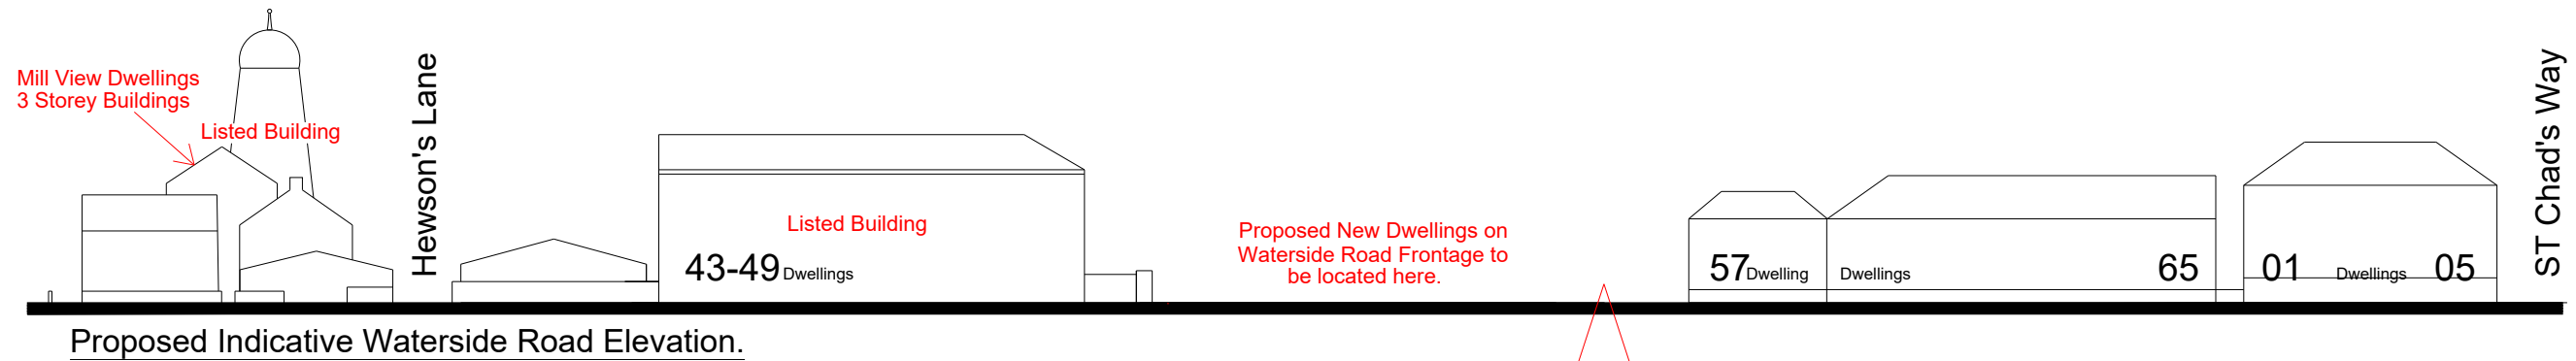 Mill View Dwellings
3 Storey Buildings
Listed Building
Hewson's Lane
Listed Building
43-49 Dwellings
Proposed New Dwellings on
Waterside Road Frontage to
be located here.
57 Dwelling
Dwellings 65
01 Dwellings 05
ST Chad's Way
Proposed Indicative Waterside Road Elevation.